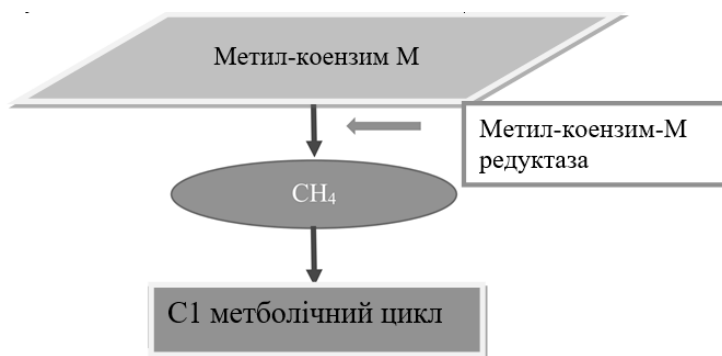 Метил-коензим М
Метил-коензим-М
редуктаза
CH₄
С1 метболічний цикл